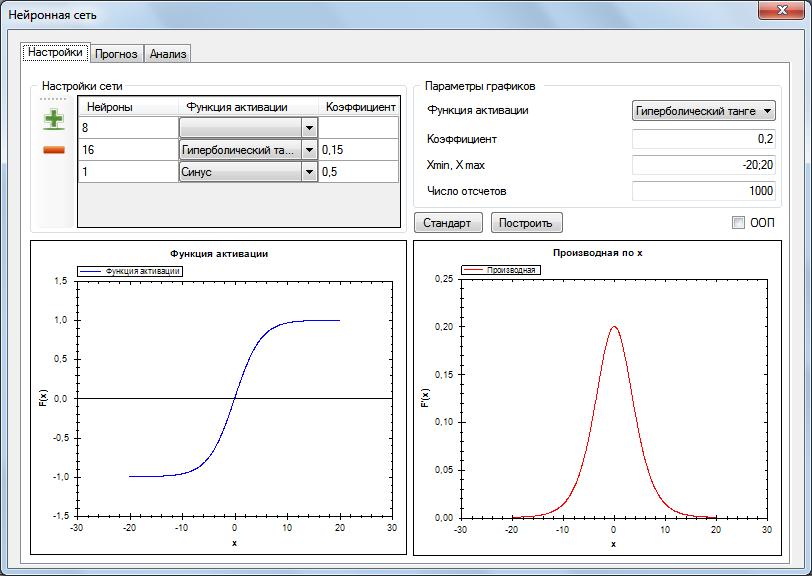 Нейронная сеть
Настройки Прогноз Анализ
Настройки сети
Нейроны Функция активации Коэффициент
8
16 Гиперболический та... 0,15
1 Синус 0,5
Параметры графиков
Функция активации Гиперболический танге
Коэффициент 0,2
Xmin, X max -20;20
Число отсчетов 1000
Стандарт Построить ООП
Функция активации
Функция активации
1,5
1,0
0,5
0,0
-0,5
-1,0
-1,5
F(x)
-30 -20 -10 0 10 20 30
x
Производная по x
Производная
0,25
0,20
0,15
0,10
0,05
0,00
F'(x)
-30 -20 -10 0 10 20 30
x